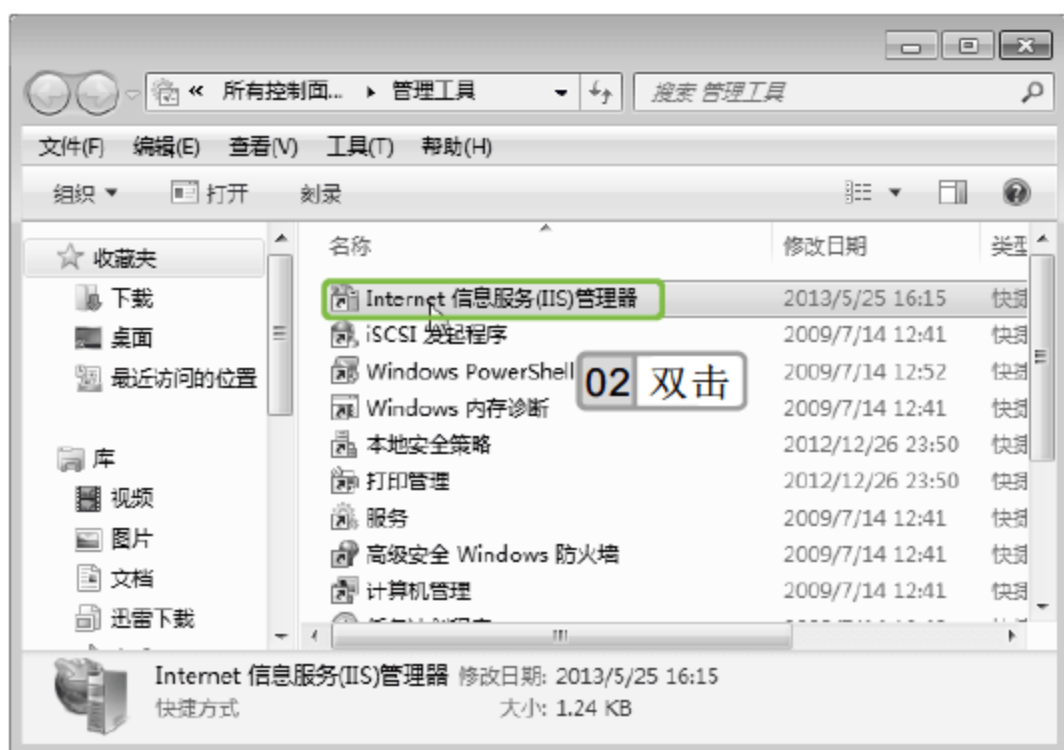 « 所有控制面... 管理工具 搜索 管理工具
文件(F) 编辑(E) 查看(V) 工具(T) 帮助(H)
组织 打开 刻录
名称 修改日期 类型
收藏夹
下载
桌面
最近访问的位置
库
视频
图片
文档
迅雷下载
Internet 信息服务(IIS)管理器 2013/5/25 16:15 快捷
iSCSI 发起程序 2009/7/14 12:41 快捷
Windows PowerShell 2009/7/14 12:52 快捷
02 双击
Windows 内存诊断 2009/7/14 12:41 快捷
本地安全策略 2012/12/26 23:50 快捷
打印管理 2012/12/26 23:50 快捷
服务 2009/7/14 12:41 快捷
高级安全 Windows 防火墙 2009/7/14 12:41 快捷
计算机管理 2009/7/14 12:41 快捷
Internet 信息服务(IIS)管理器 修改日期: 2013/5/25 16:15
快捷方式 大小: 1.24 KB